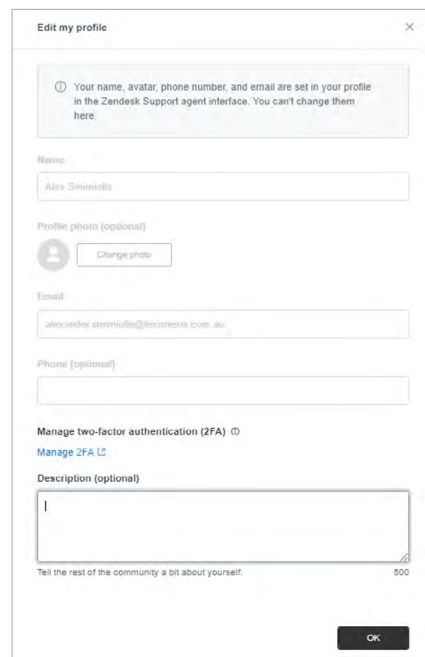 Edit my profile
Your name, avatar, phone number, and email are set in your profile
in the Zendesk Support agent interface. You can't change them
here.
Name
Alex
Profile photo (optional)
Change photo
Email
Phone (optional)
Manage two-factor authentication (2FA)
Manage 2FA
Description (optional)
Tell the rest of the community a bit about yourself.
500
OK